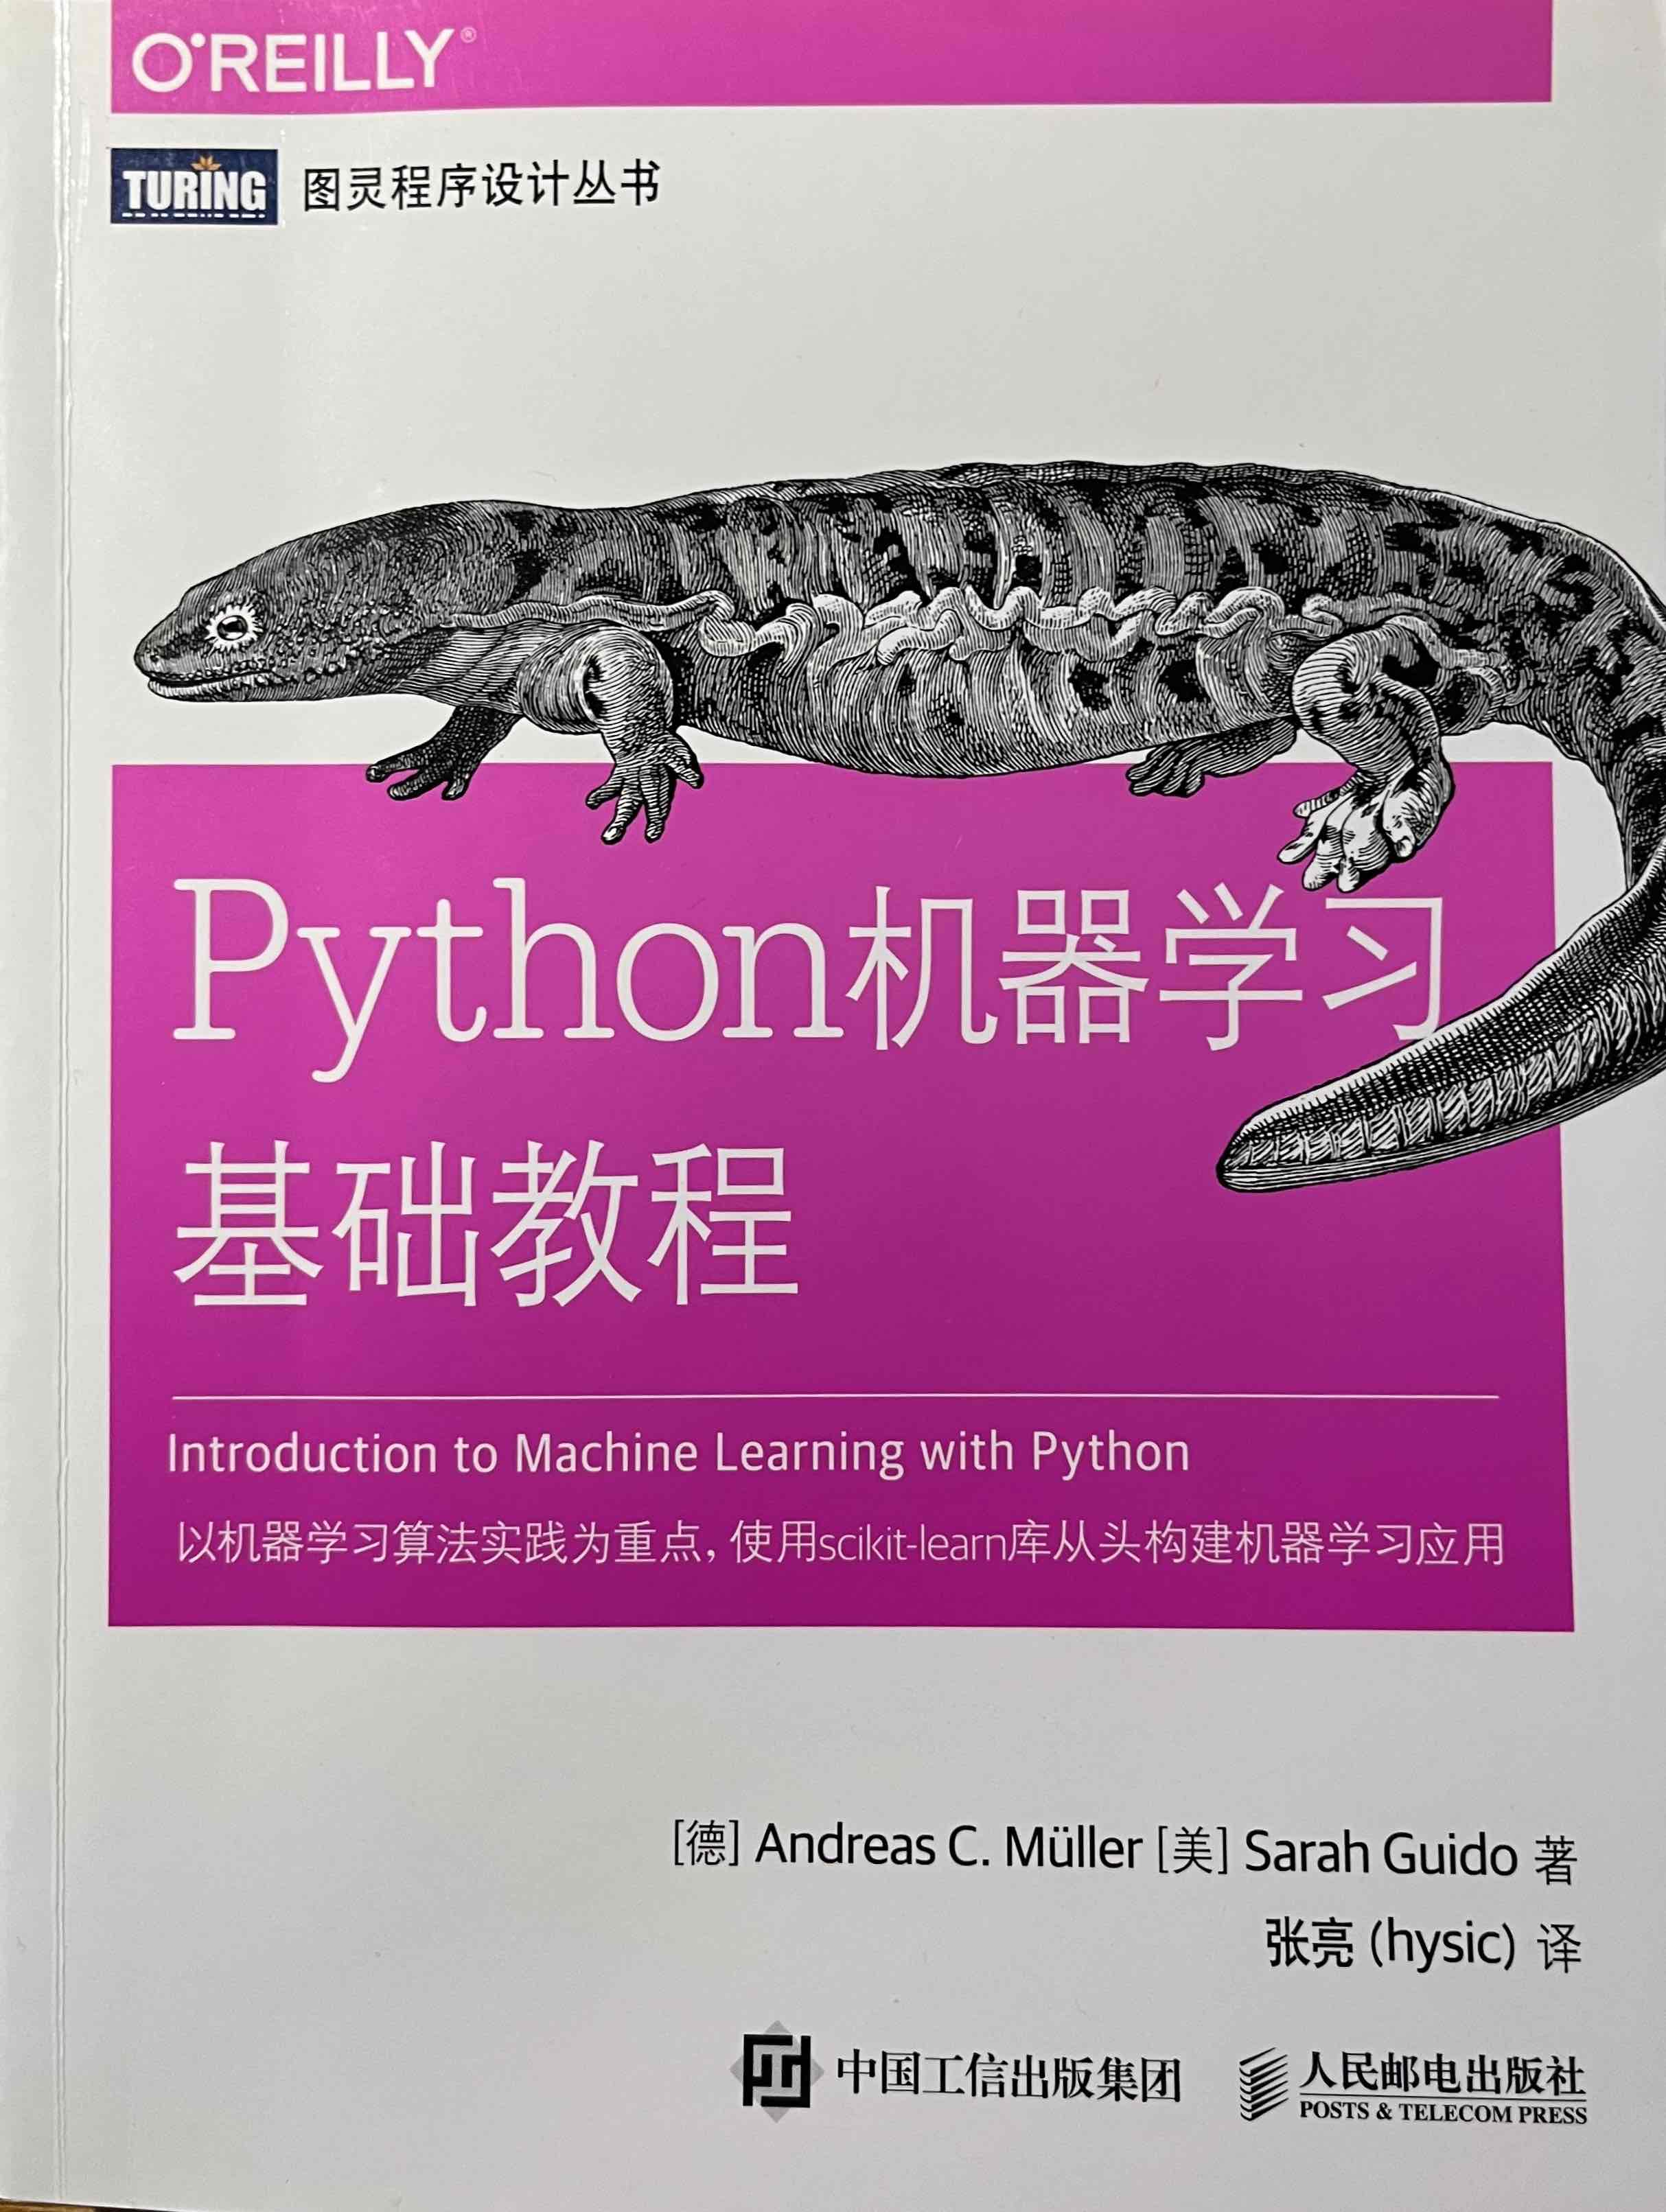 O'REILLY®
TURING 图灵程序设计丛书
Python机器学习
基础教程
Introduction to Machine Learning with Python
以机器学习算法实践为重点，使用scikit-learn库从头构建机器学习应用
[德] Andreas C. Müller [美] Sarah Guido 著
张亮 (hysic) 译
中国工信出版集团 人民邮电出版社
POSTS & TELECOM PRESS